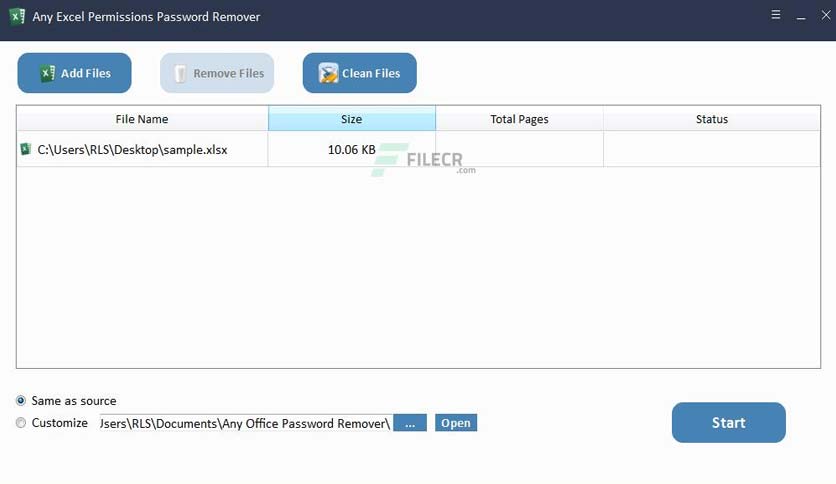 Any Excel Permissions Password Remover
Add Files
Remove Files
Clean Files
File Name Size Total Pages Status
C:\Users\RLS\Desktop\sample.xlsx 10.06 KB
FILECR
.com
Same as source
Customize Jsers\RLS\Documents\Any Office Password Remover\ ... Open
Start